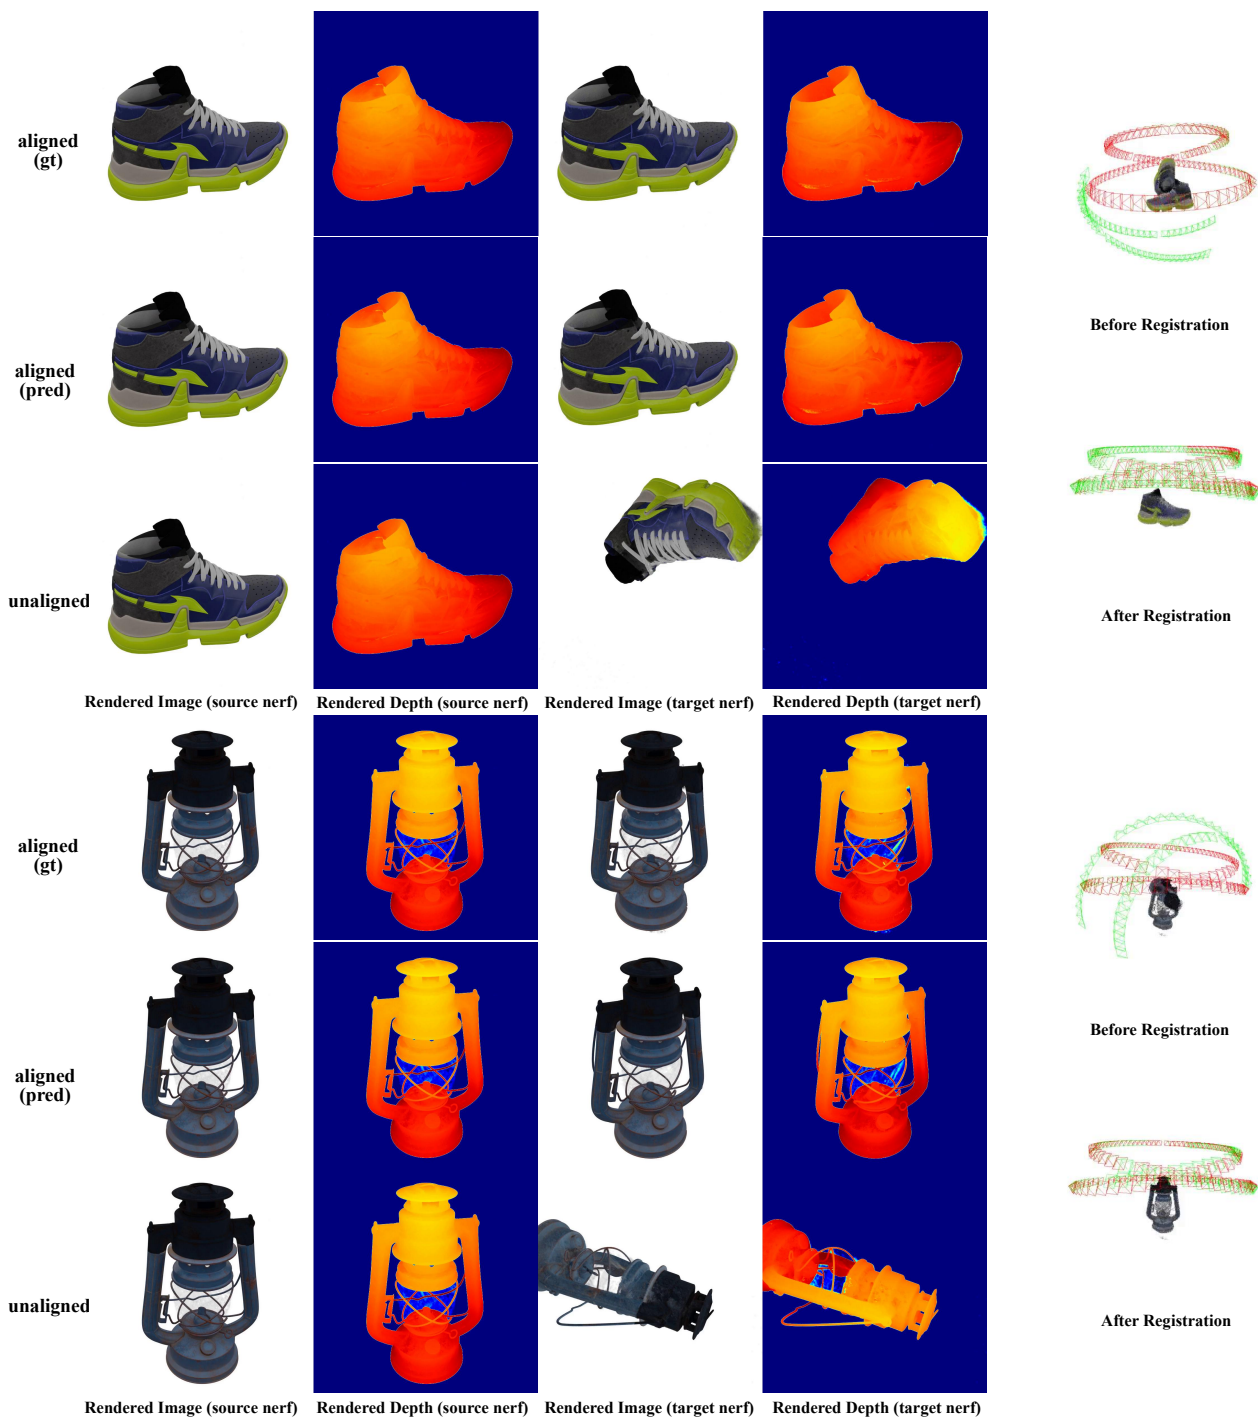 aligned
(gt)
Before Registration
aligned
(pred)
After Registration
unaligned
Rendered Image (source nerf) Rendered Depth (source nerf) Rendered Image (target nerf) Rendered Depth (target nerf)
aligned
(gt)
Before Registration
aligned
(pred)
unaligned
After Registration
Rendered Image (source nerf) Rendered Depth (source nerf) Rendered Image (target nerf) Rendered Depth (target nerf)